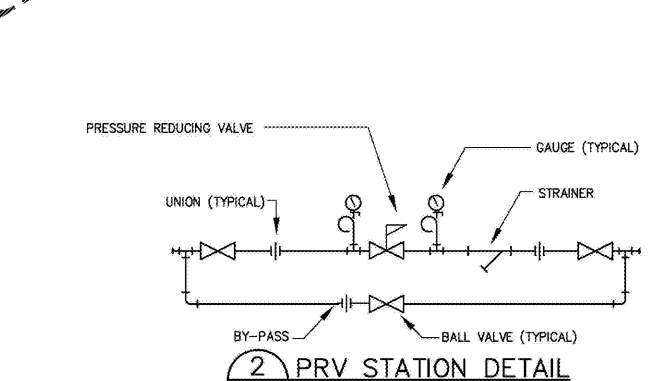 PRESSURE REDUCING VALVE
GAUGE (TYPICAL)
STRAINER
UNION (TYPICAL)
BY-PASS
BALL VALVE (TYPICAL)
2 PRV STATION DETAIL